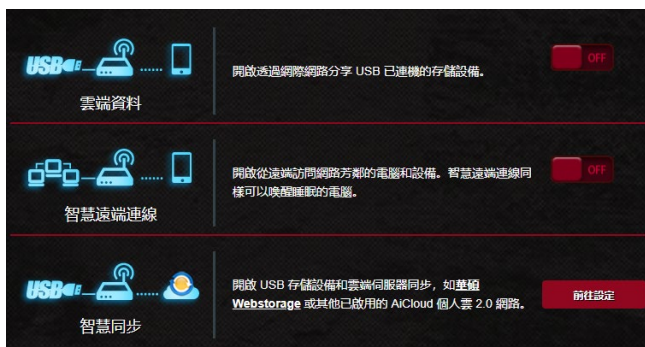 USB
開啟透過網際網路分享 USB 已連機的存儲設備。
OFF
雲端資料
開啟從遠端訪問網路芳鄰的電腦和設備。智慧遠端連線同
樣可以喚醒睡眠的電腦。
OFF
智慧遠端連線
USB
開啟 USB 存儲設備和雲端伺服器同步，如華碩
Webstorage 或其他已啟用的 AiCloud 個人雲 2.0 網路。
前往設定
智慧同步